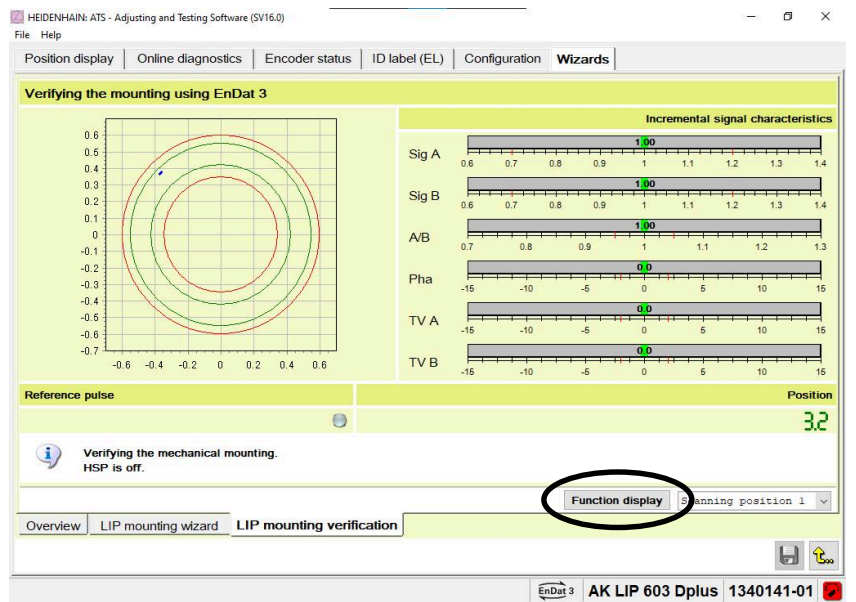 HEIDENHAIN: ATS - Adjusting and Testing Software (SV16.0)
File Help
Position display Online diagnostics Encoder status ID label (EL) Configuration Wizards
Verifying the mounting using EnDat 3
Incremental signal characteristics
0.6
0.5
0.4
0.3
0.2
0.1
0
-0.1
-0.2
-0.3
-0.4
-0.5
-0.6
-0.7
-0.6 -0.4 -0.2 0 0.2 0.4 0.6
Sig A
1.00
0.6 0.7 0.8 0.9 1 1.1 1.2 1.3 1.4
Sig B
1.00
0.6 0.7 0.8 0.9 1 1.1 1.2 1.3 1.4
A/B
1.00
0.7 0.8 0.9 1 1.1 1.2 1.3
Pha
0.0
-15 -10 -5 0 5 10 15
TV A
0.0
-15 -10 -5 0 5 10 15
TV B
0.0
-15 -10 -5 0 5 10 15
Reference pulse
Position
3.2
Verifying the mechanical mounting.
HSP is off.
Function display Scanning position 1
Overview LIP mounting wizard LIP mounting verification
EnDat 3 AK LIP 603 Dplus 1340141-01